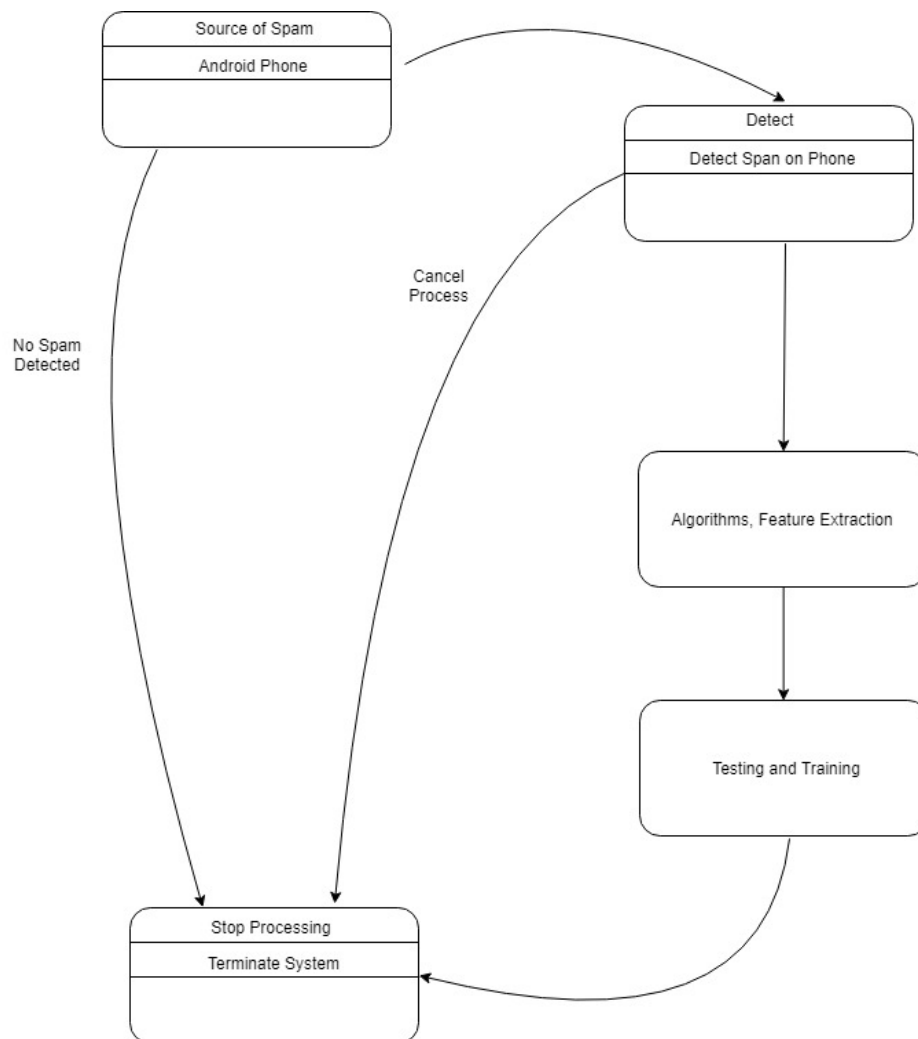 Source of Spam
Android Phone
Detect
Detect Span on Phone
Cancel
Process
No Spam
Detected
Algorithms, Feature Extraction
Testing and Training
Stop Processing
Terminate System